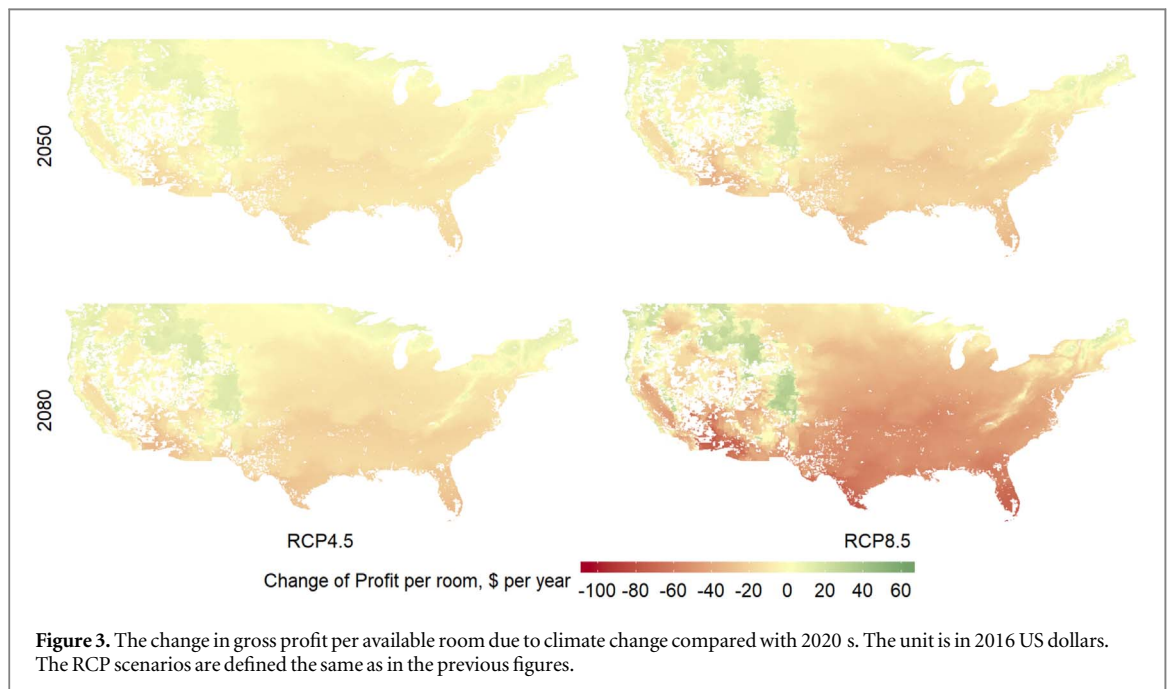 2050
2080
RCP4.5
RCP8.5
Change of Profit per room, $ per year
-100 -80 -60 -40 -20 0 20 40 60
Figure 3. The change in gross profit per available room due to climate change compared with 2020 s. The unit is in 2016 US dollars.
The RCP scenarios are defined the same as in the previous figures.